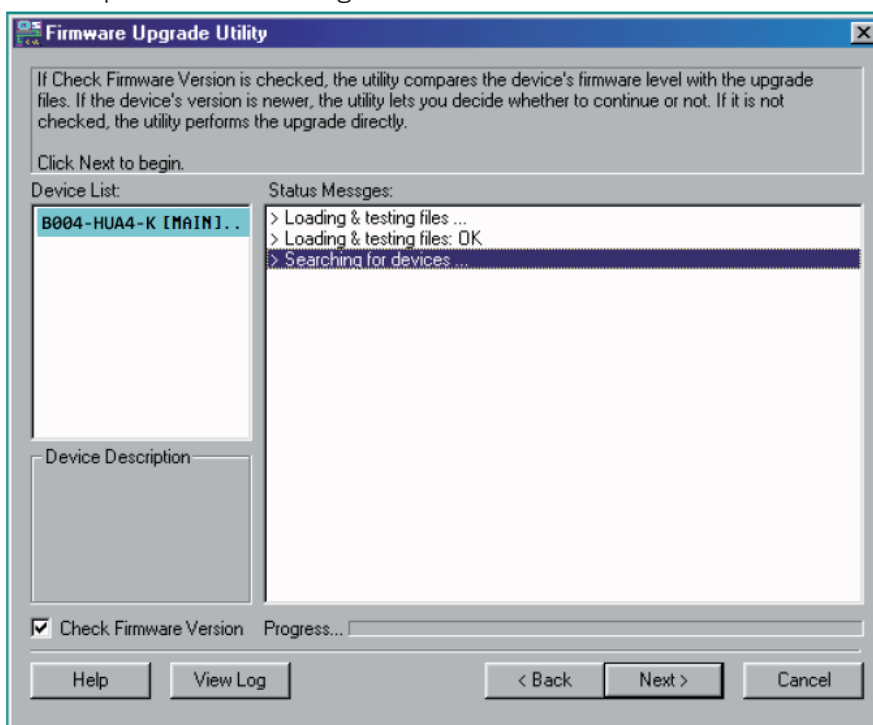 Firmware Upgrade Utility
If Check Firmware Version is checked, the utility compares the device's firmware level with the upgrade
files. If the device's version is newer, the utility lets you decide whether to continue or not. If it is not
checked, the utility performs the upgrade directly.
Click Next to begin.
Device List:
Status Messges:
B004-HUA4-K [MAIN]..
> Loading & testing files ...
> Loading & testing files: OK
> Searching for devices ...
Device Description
Check Firmware Version
Progress...
Help
View Log
< Back
Next >
Cancel